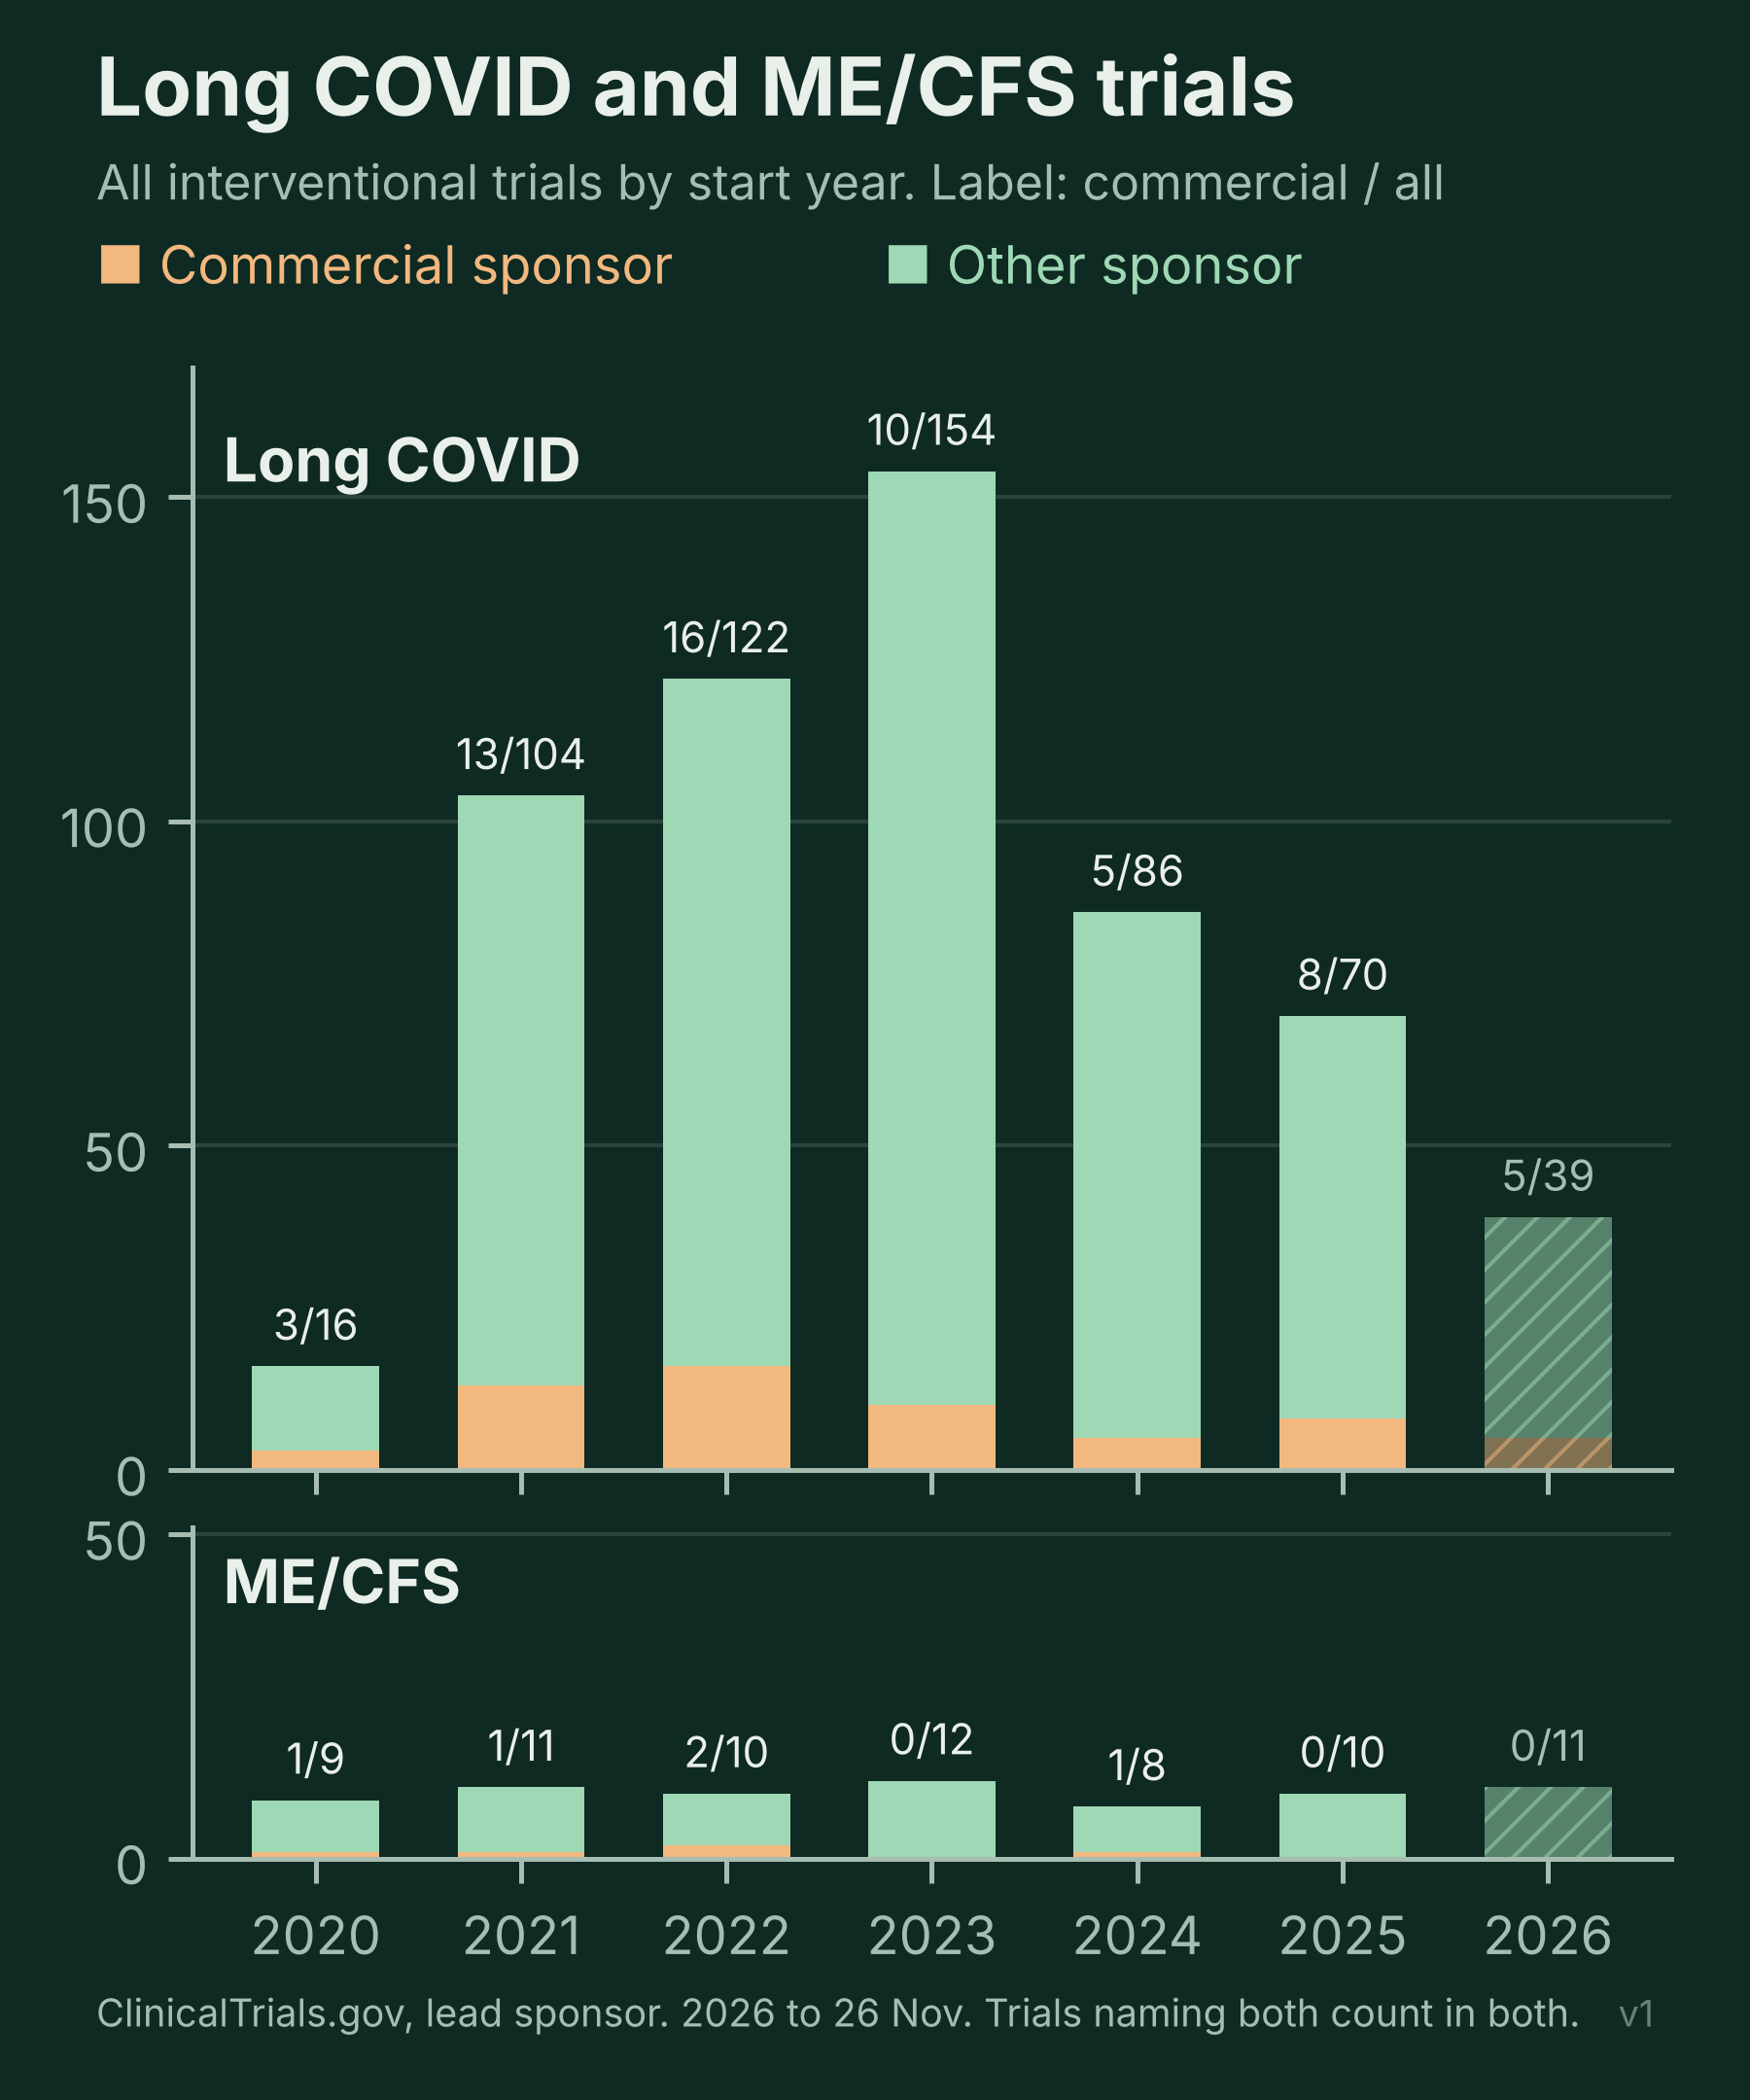 Long COVID and ME/CFS trials
All interventional trials by start year. Label: commercial / all
Commercial sponsor
Other sponsor
Long COVID
150
100
50
0
3/16
13/104
16/122
10/154
5/86
8/70
5/39
ME/CFS
50
0
1/9
1/11
2/10
0/12
1/8
0/10
0/11
2020 2021 2022 2023 2024 2025 2026
ClinicalTrials.gov, lead sponsor. 2026 to 26 Nov. Trials naming both count in both. v1